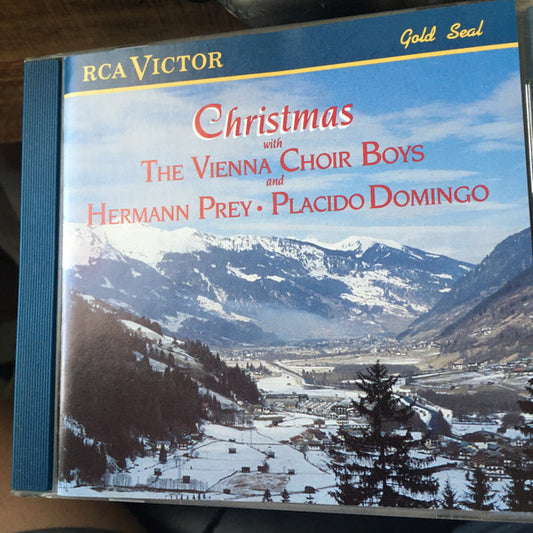 RCA VICTOR
Gold Seal
Christmas
with
THE VIENNA CHOIR BOYS
and
HERMANN PREY • PLACIDO DOMINGO